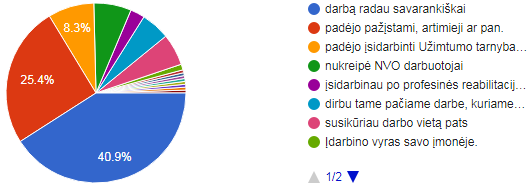 8.3%
25.4%
40.9%
darbą radau savarankiškai
padėjo pažįstami, artimieji ar pan.
padėjo įsidarbinti Užimtumo tarnyba…
nukreipė NVO darbuotojai
įsidarbinau po profesinės reabilitacij…
dirbu tame pačiame darbe, kuriame…
susikūriau darbo vietą pats
Įdarbino vyras savo įmonėje.
1/2